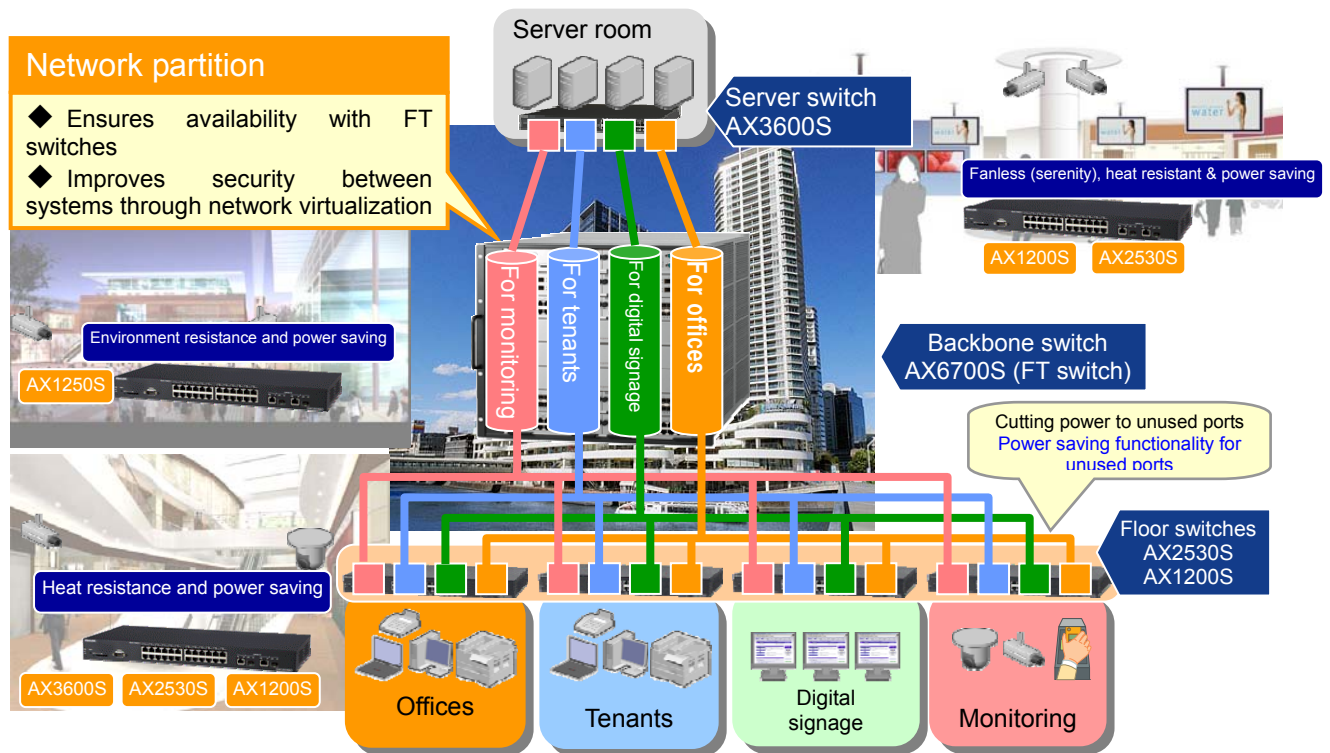 Server room
Network partition
◆ Ensures availability with FT
switches
◆ Improves security between
systems through network virtualization
Server switch
AX3600S
water
water
water
Fanless (serenity), heat resistant & power saving
AX1200S AX2530S
For monitoring
For tenants
For digital signage
For offices
Environment resistance and power saving
AX1250S
Backbone switch
AX6700S (FT switch)
Cutting power to unused ports
Power saving functionality for
unused ports
Floor switches
AX2530S
AX1200S
Heat resistance and power saving
AX3600S AX2530S AX1200S
Offices
Tenants
Digital
signage
Monitoring